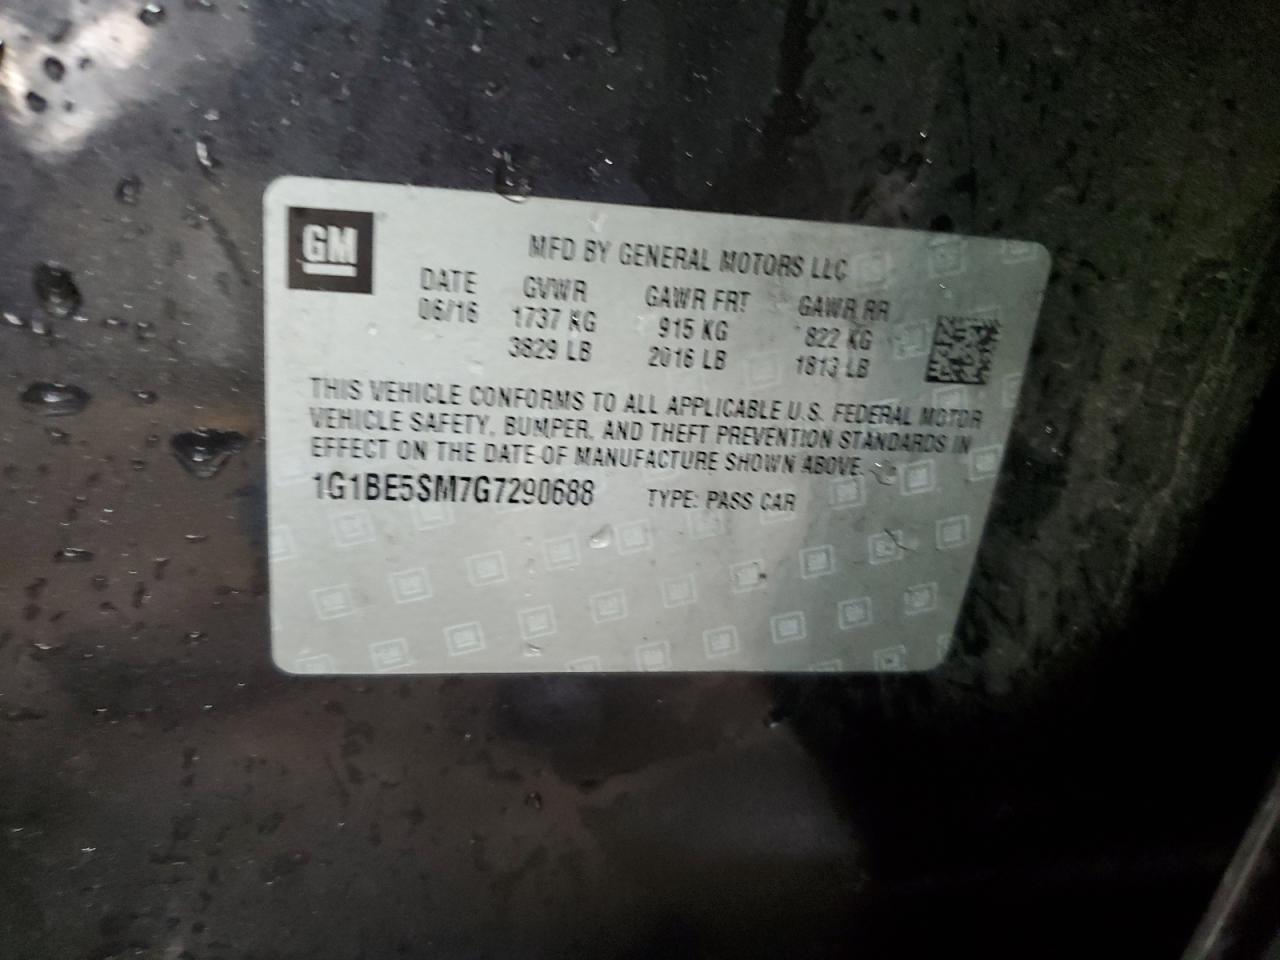 GM
MFD BY GENERAL MOTORS LLC
DATE GVWR GAWR FRT GAWR RR
06/16 1737 KG 915 KG 822 KG
3829 LB 2016 LB 1813 LB
THIS VEHICLE CONFORMS TO ALL APPLICABLE U.S. FEDERAL MOTOR
VEHICLE SAFETY, BUMPER, AND THEFT PREVENTION STANDARDS IN
EFFECT ON THE DATE OF MANUFACTURE SHOWN ABOVE.
1G1BE5SM7G7290688 TYPE: PASS CAR